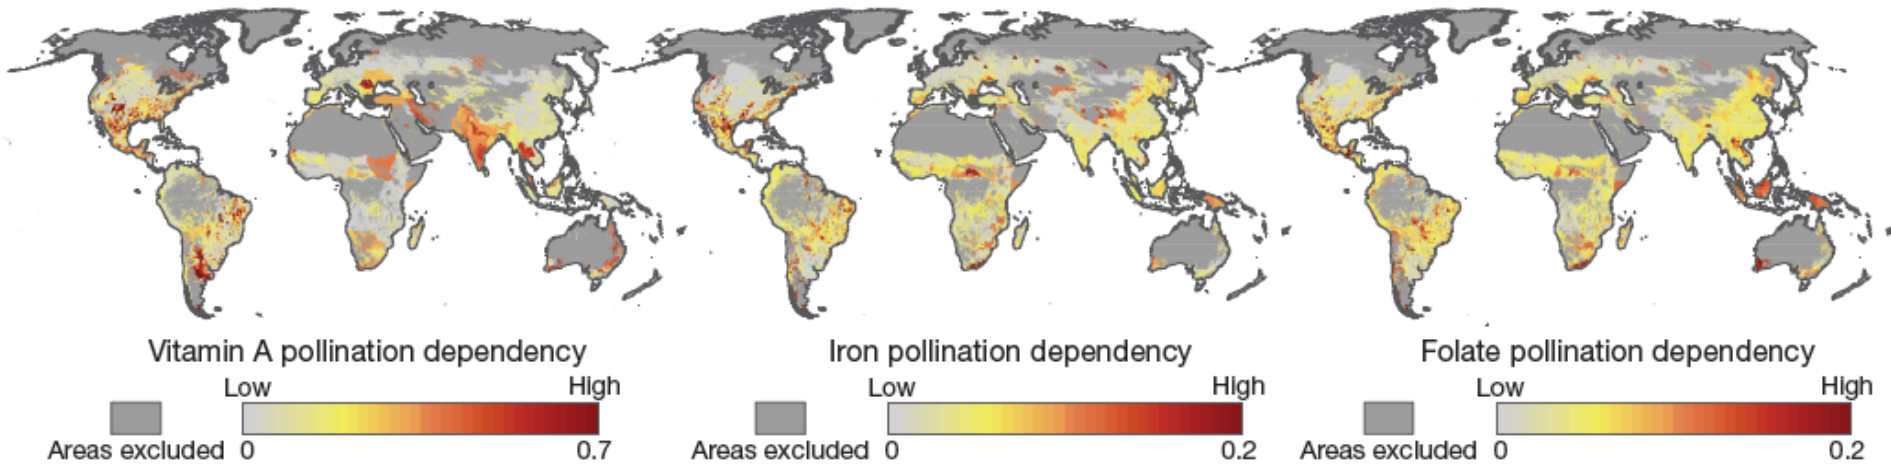 Vitamin A pollination dependency
Low High
Areas excluded 0 0.7
Iron pollination dependency
Low High
Areas excluded 0 0.2
Folate pollination dependency
Low High
Areas excluded 0 0.2